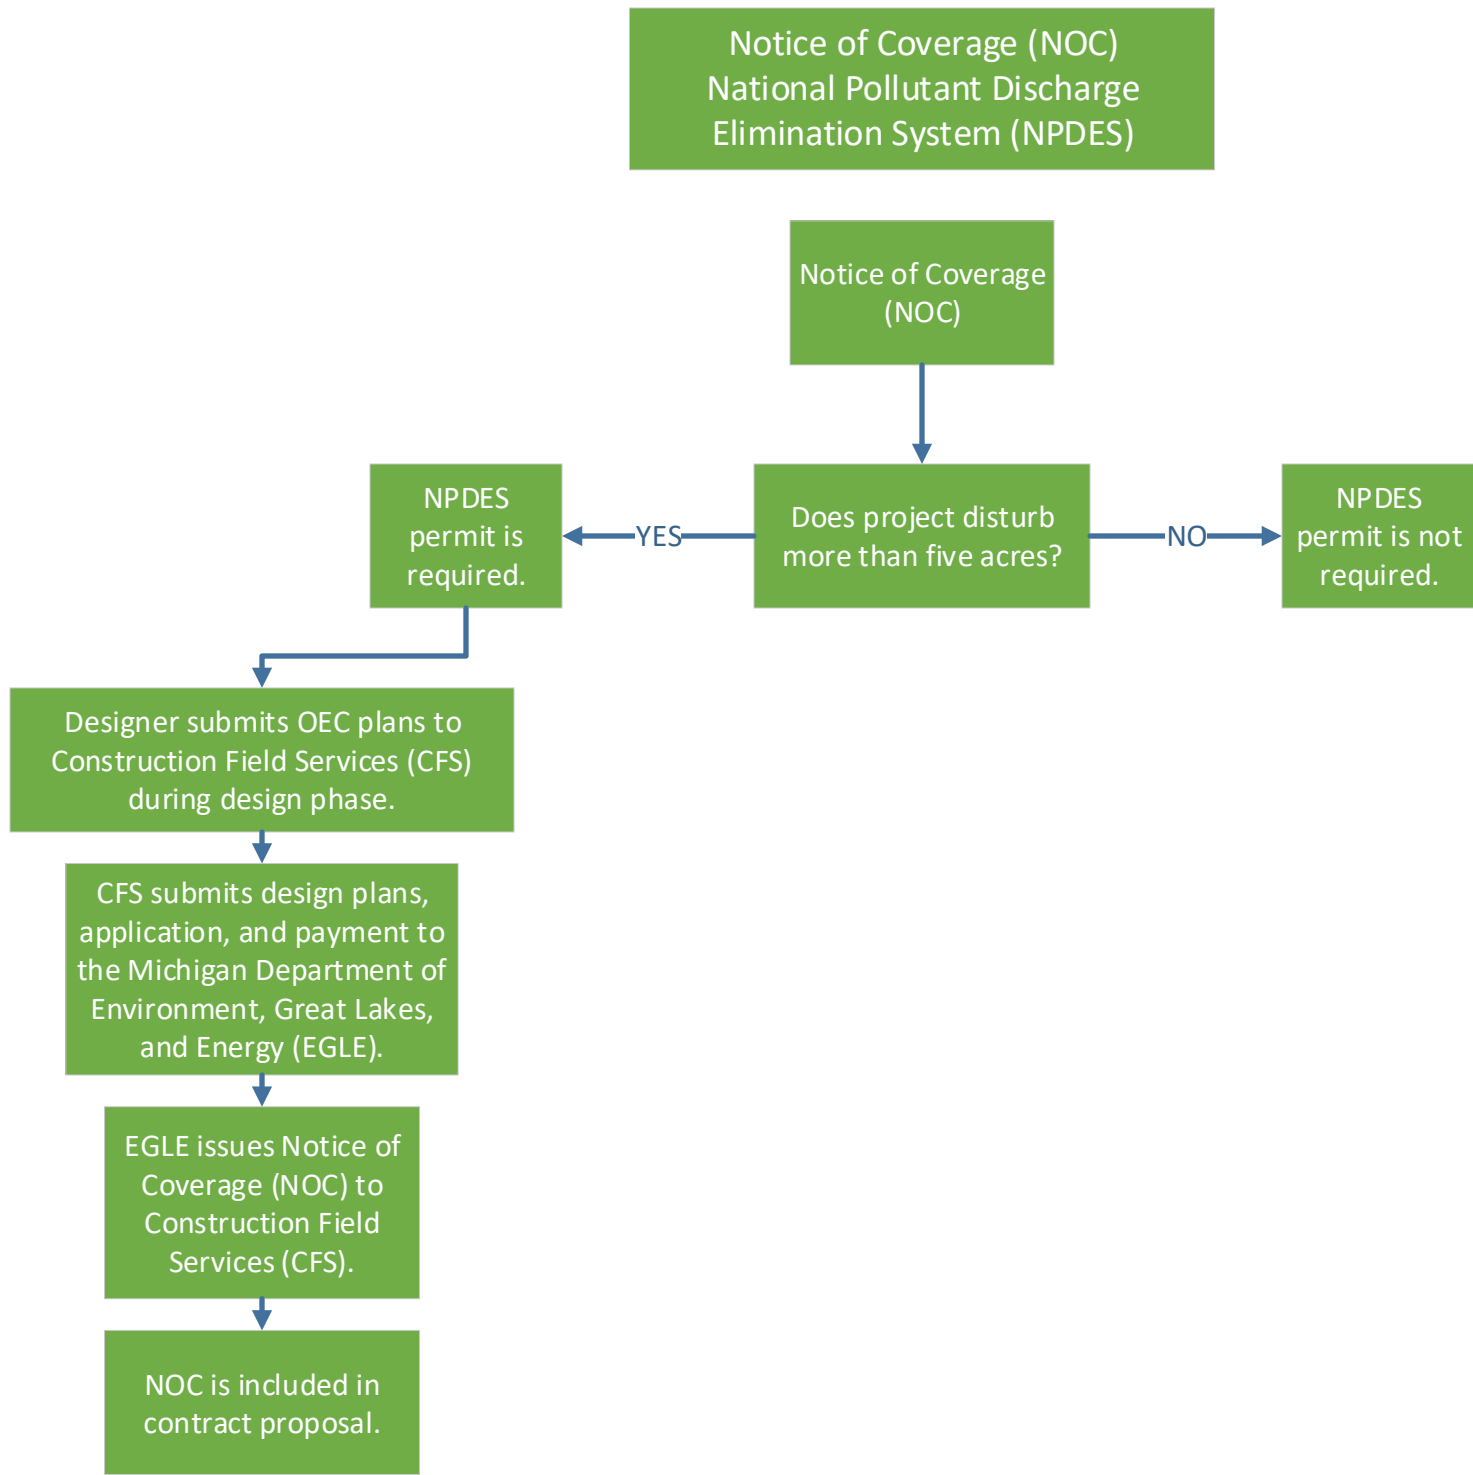 Notice of Coverage (NOC)
National Pollutant Discharge
Elimination System (NPDES)
Notice of Coverage
(NOC)
Does project disturb
more than five acres?
YES
NO
NPDES
permit is
required.
NPDES
permit is not
required.
Designer submits OEC plans to
Construction Field Services (CFS)
during design phase.
CFS submits design plans,
application, and payment to
the Michigan Department of
Environment, Great Lakes,
and Energy (EGLE).
EGLE issues Notice of
Coverage (NOC) to
Construction Field
Services (CFS).
NOC is included in
contract proposal.